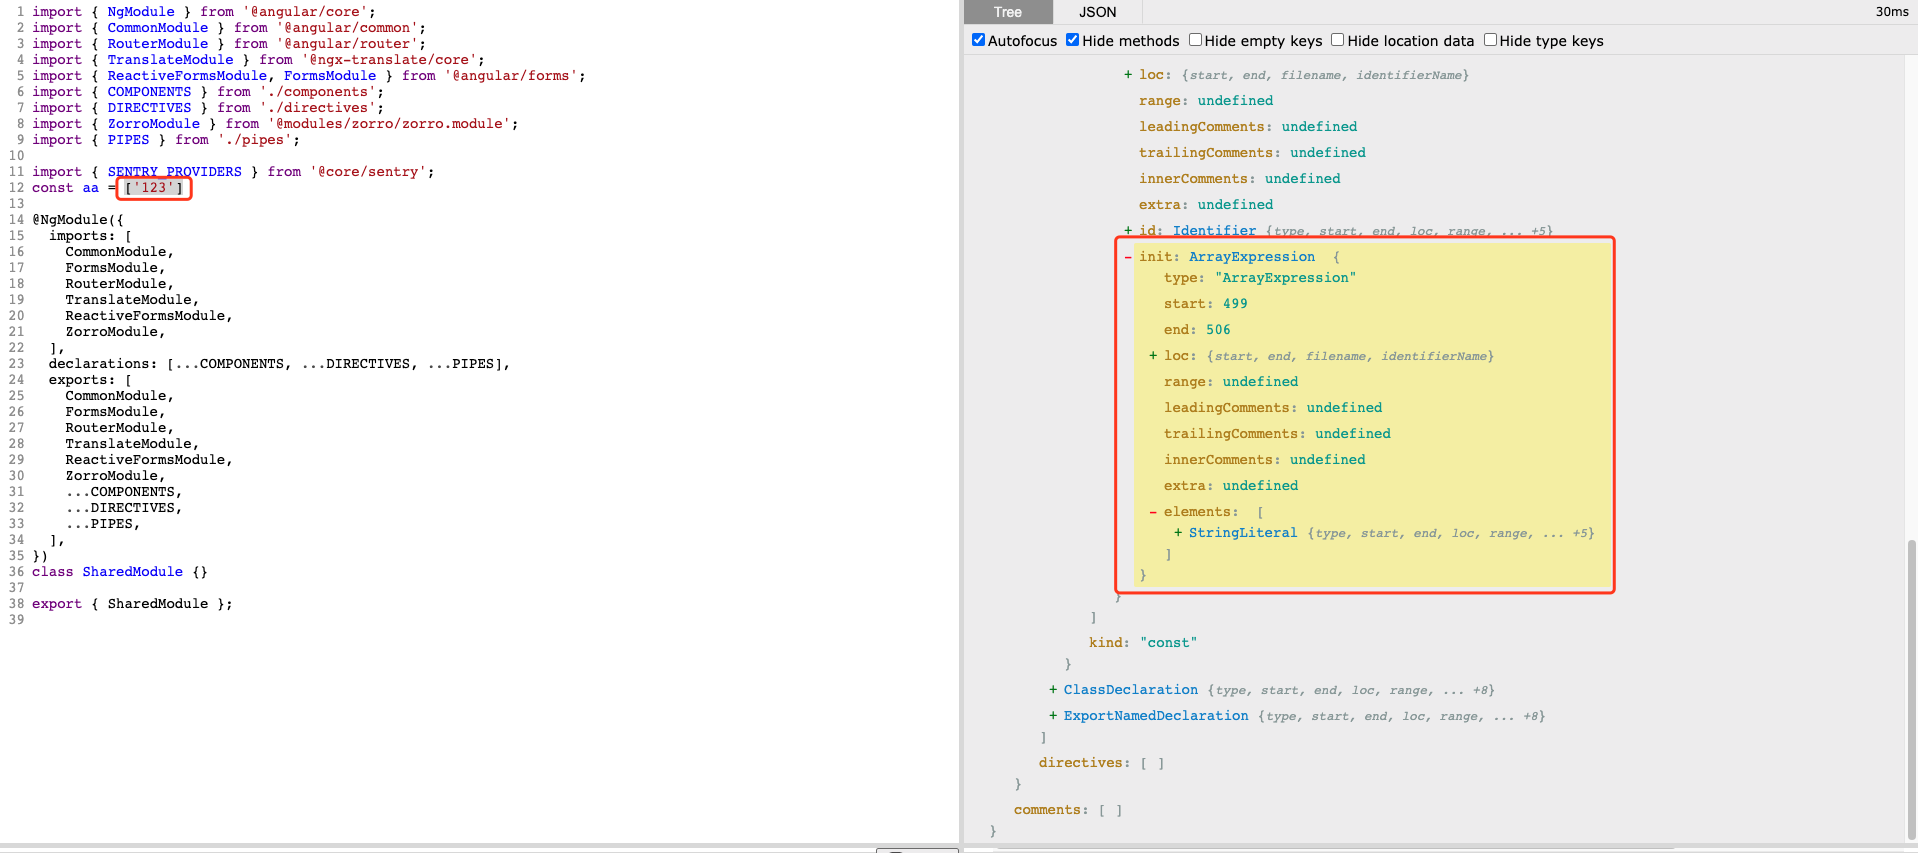 1 import { NgModule } from '@angular/core';
2 import { CommonModule } from '@angular/common';
3 import { RouterModule } from '@angular/router';
4 import { TranslateModule } from '@ngx-translate/core';
5 import { ReactiveFormsModule, FormsModule } from '@angular/forms';
6 import { COMPONENTS } from './components';
7 import { DIRECTIVES } from './directives';
8 import { ZorroModule } from '@modules/zorro/zorro.module';
9 import { PIPES } from './pipes';
10
11 import { SENTRY_PROVIDERS } from '@core/sentry';
12 const aa = ['123']
13
14 @NgModule({
15   imports: [
16     CommonModule,
17     FormsModule,
18     RouterModule,
19     TranslateModule,
20     ReactiveFormsModule,
21     ZorroModule,
22   ],
23   declarations: [...COMPONENTS, ...DIRECTIVES, ...PIPES],
24   exports: [
25     CommonModule,
26     FormsModule,
27     RouterModule,
28     TranslateModule,
29     ReactiveFormsModule,
30     ZorroModule,
31     ...COMPONENTS,
32     ...DIRECTIVES,
33     ...PIPES,
34   ],
35 })
36 class SharedModule {}
37
38 export { SharedModule };
39
Tree JSON 30ms
Autofocus Hide methods Hide empty keys Hide location data Hide type keys
+ loc: {start, end, filename, identifierName}
range: undefined
leadingComments: undefined
trailingComments: undefined
innerComments: undefined
extra: undefined
+ id: Identifier {type, start, end, loc, range, ... +5}
- init: ArrayExpression {
type: "ArrayExpression"
start: 499
end: 506
+ loc: {start, end, filename, identifierName}
range: undefined
leadingComments: undefined
trailingComments: undefined
innerComments: undefined
extra: undefined
- elements: [
+ StringLiteral {type, start, end, loc, range, ... +5}
]
}
}
]
kind: "const"
}
+ ClassDeclaration {type, start, end, loc, range, ... +8}
+ ExportNamedDeclaration {type, start, end, loc, range, ... +8}
]
directives: [ ]
}
comments: [ ]
}